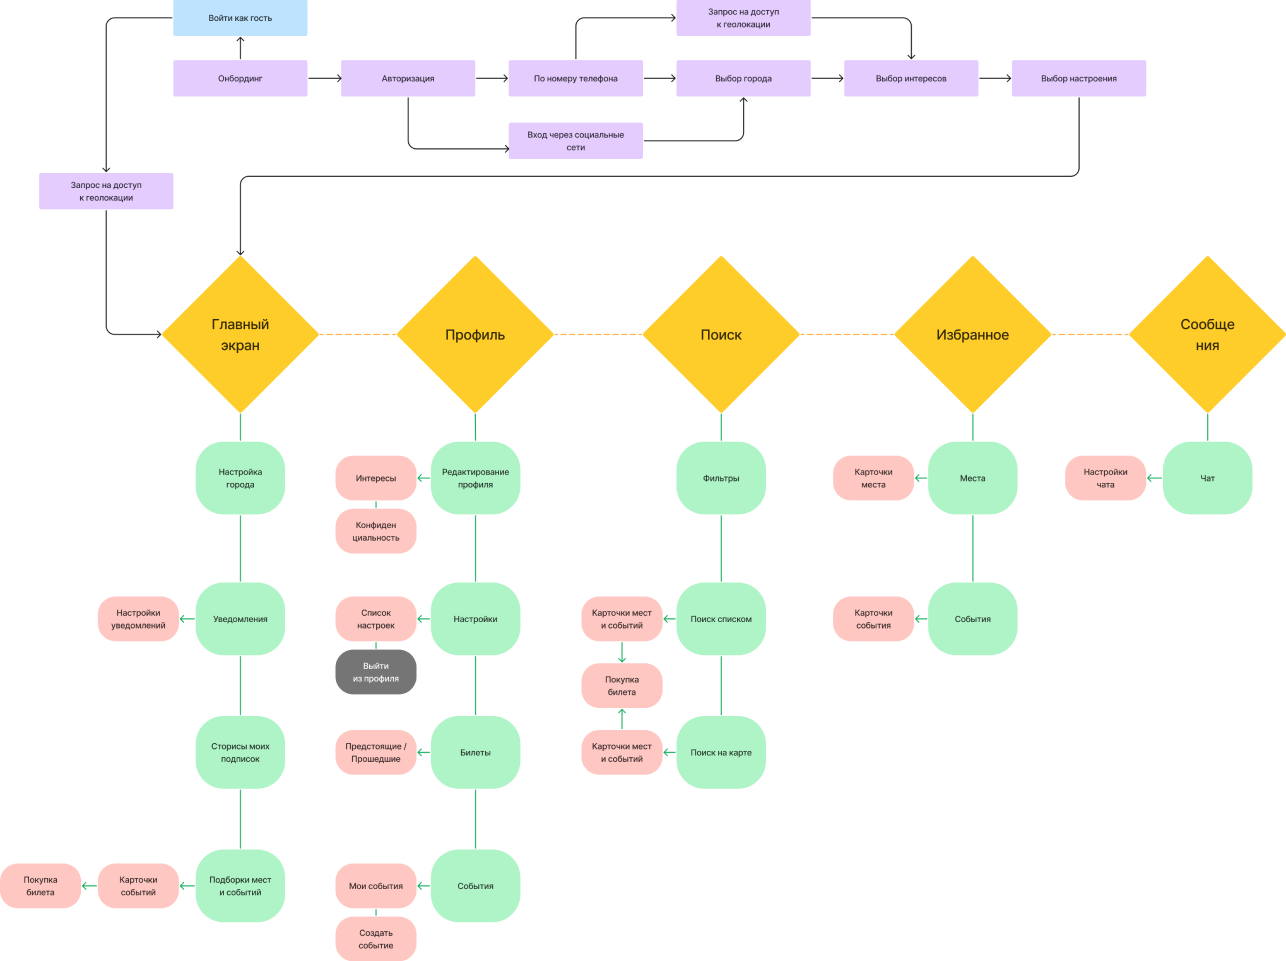 Войти как гость
Запрос на доступ
к геолокации
Онбординг
Авторизация
По номеру телефона
Выбор города
Выбор интересов
Выбор настроения
Вход через социальные
сети
Запрос на доступ
к геолокации
Главный
экран
Профиль
Поиск
Избранное
Сообще
ния
Настройка
города
Интересы
Редактирование
профиля
Фильтры
Карточки
места
Места
Настройки
чата
Чат
Конфиден
циальность
Настройки
уведомлений
Уведомления
Список
настроек
Настройки
Карточки мест
и событий
Поиск списком
Карточки
события
События
Выйти
из профиля
Покупка
билета
Сторисы моих
подписок
Предстоящие /
Прошедшие
Билеты
Карточки мест
и событий
Поиск на карте
Покупка
билета
Карточки
событий
Подборки мест
и событий
Мои события
События
Создать
событие